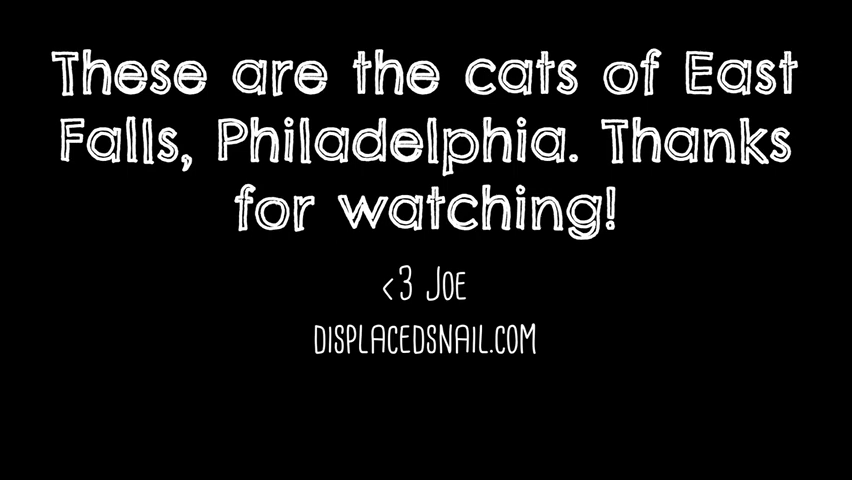 These are the cats of East
Falls, Philadelphia. Thanks
for watching!
<3 JOE
DISPLACEDSNAIL.COM